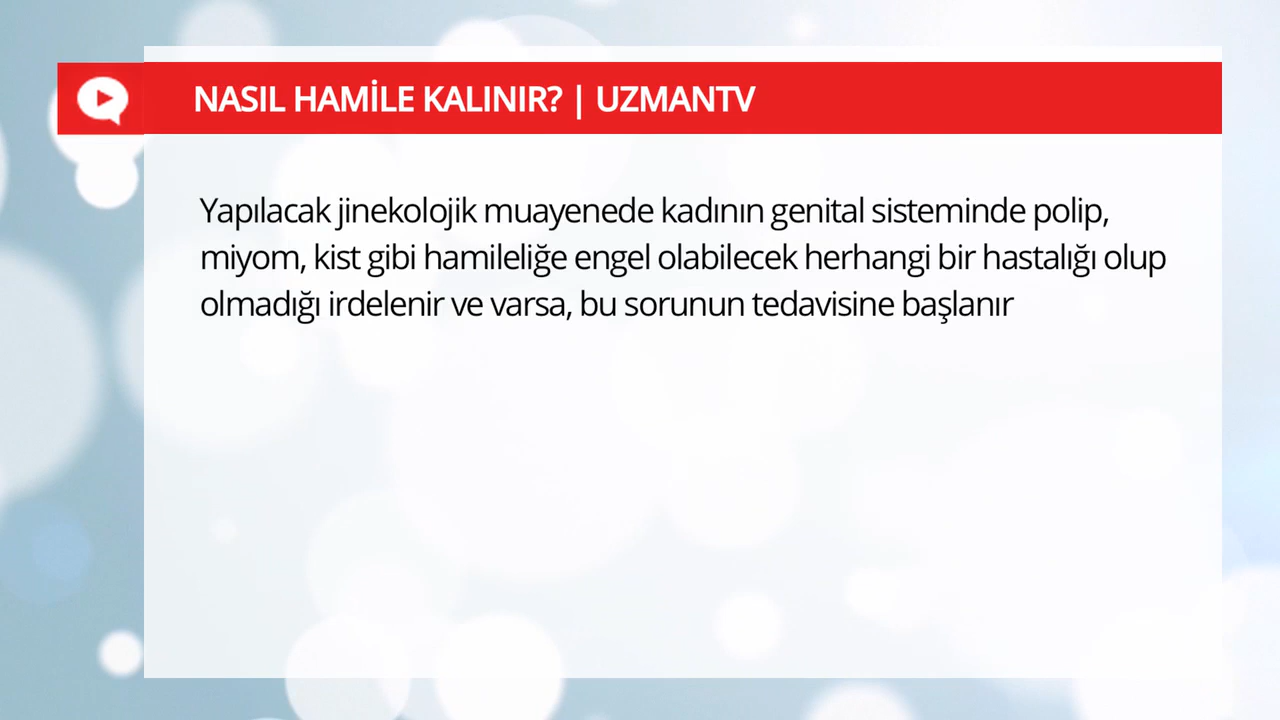 NASIL HAMİLE KALINIR? | UZMANTV
Yapılacak jinekolojik muayenede kadının genital sisteminde polip,
miyom, kist gibi hamileliğe engel olabilecek herhangi bir hastalığı olup
olmadığı irdelenir ve varsa, bu sorunun tedavisine başlanır